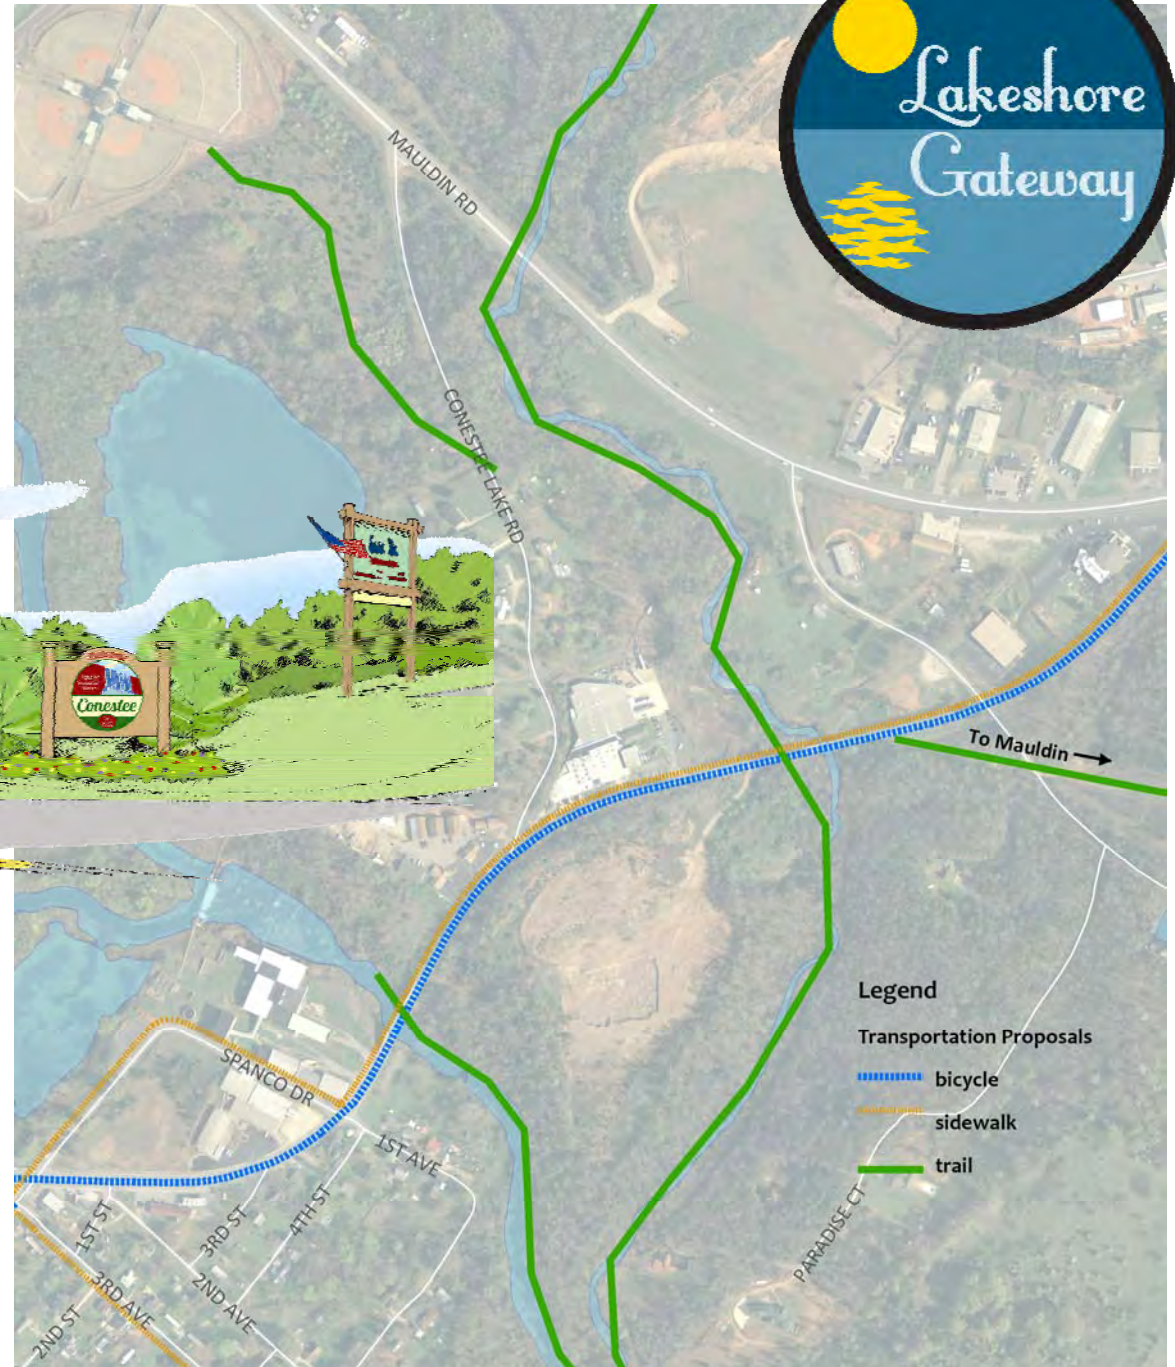 Lakeshore
Gateway
MAULDIN RD
CONESTEE LAKE RD
Conestee
To Mauldin
SPANCO DR
1ST AVE
1ST ST
3RD ST
4TH ST
2ND AVE
3RD AVE
2ND ST
PARADISE CT
Legend
Transportation Proposals
bicycle
sidewalk
trail